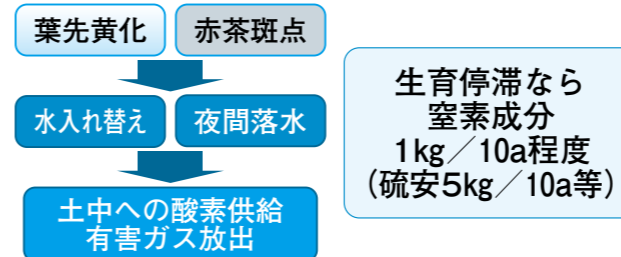 葉先黄化
赤茶斑点
水入れ替え
夜間落水
土中への酸素供給
有害ガス放出
生育停滞なら
窒素成分
1kg／10a程度
（硫安5kg／10a等）